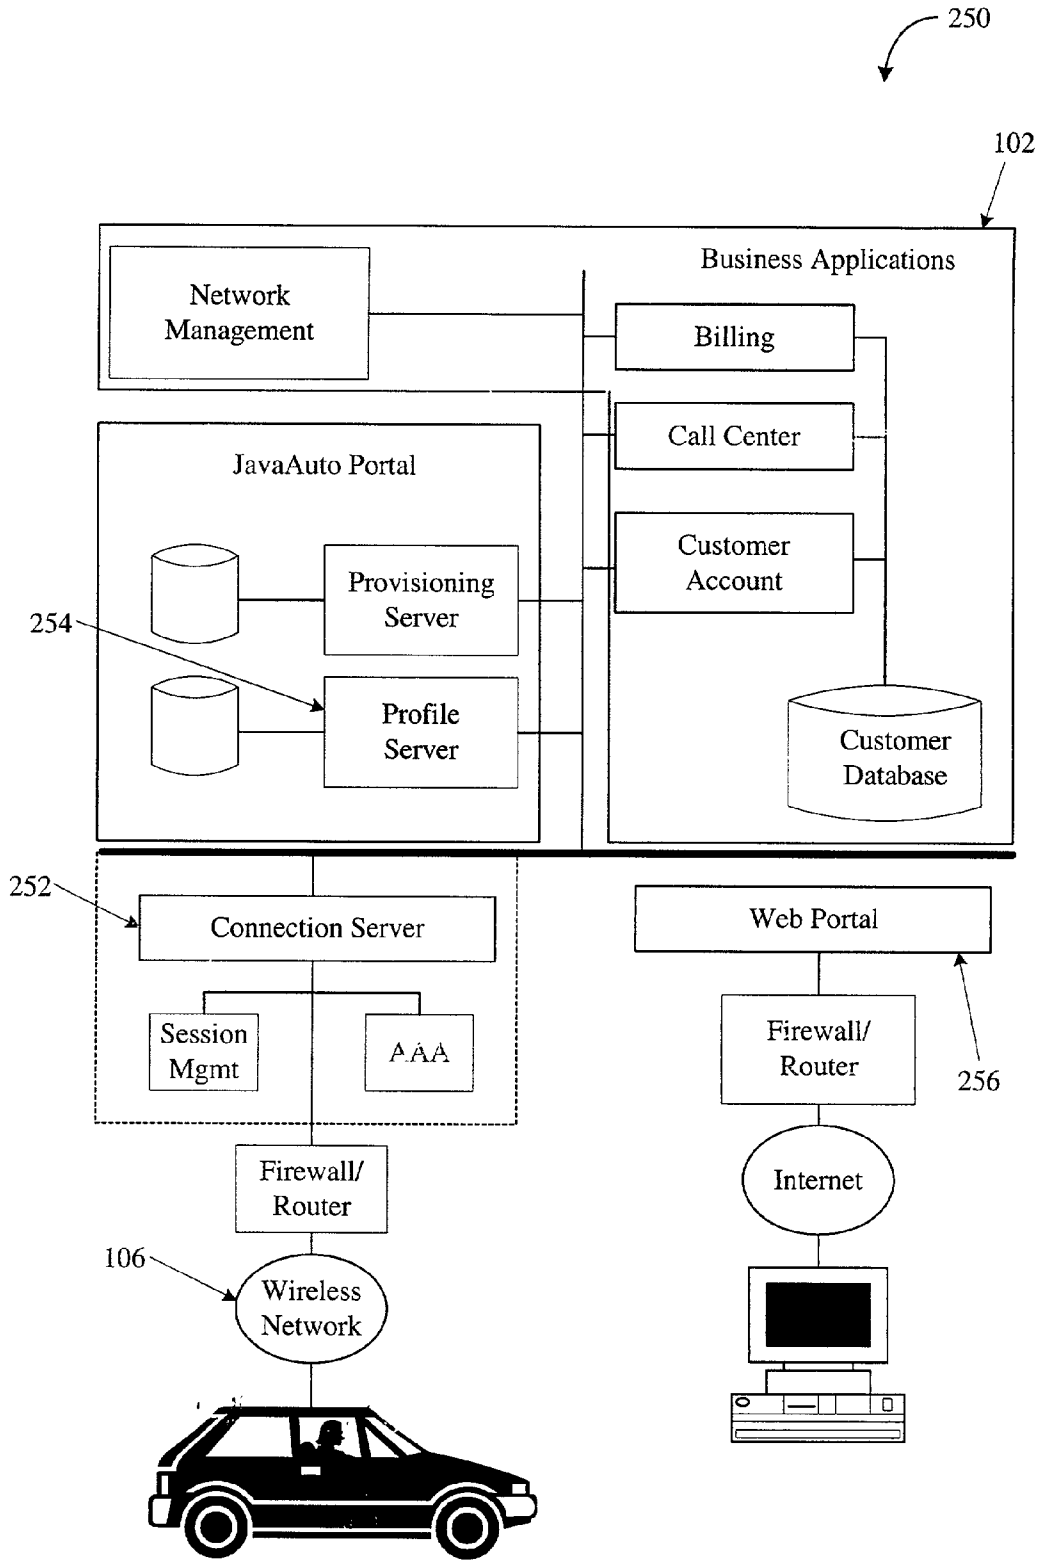 250
102
Business Applications
Network
Management
Billing
Call Center
JavaAuto Portal
Customer
Account
Provisioning
Server
254
Profile
Server
Customer
Database
252
Connection Server
Web Portal
Session
Mgmt
AAA
Firewall/
Router
256
Firewall/
Router
Internet
106
Wireless
Network